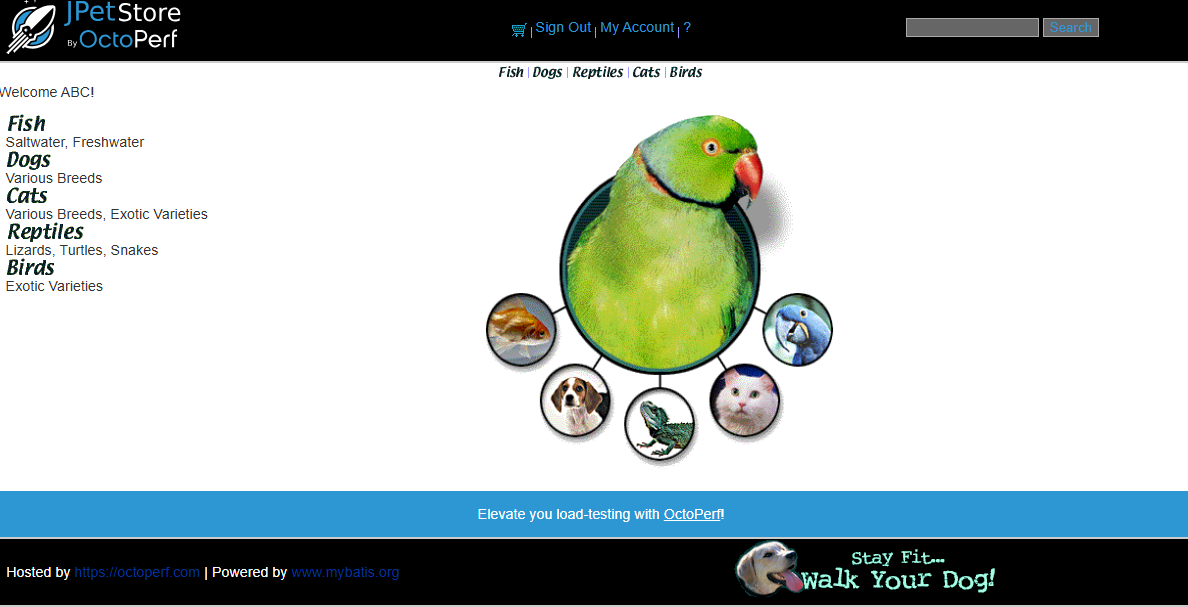 JPetStore
By OctoPerf
Sign Out | My Account | ?
Search
Fish | Dogs | Reptiles | Cats | Birds
Welcome ABC!
Fish
Saltwater, Freshwater
Dogs
Various Breeds
Cats
Various Breeds, Exotic Varieties
Reptiles
Lizards, Turtles, Snakes
Birds
Exotic Varieties
Elevate you load-testing with OctoPerf!
Hosted by https://octoperf.com | Powered by www.mybatis.org
Stay Fit...
Walk Your Dog!